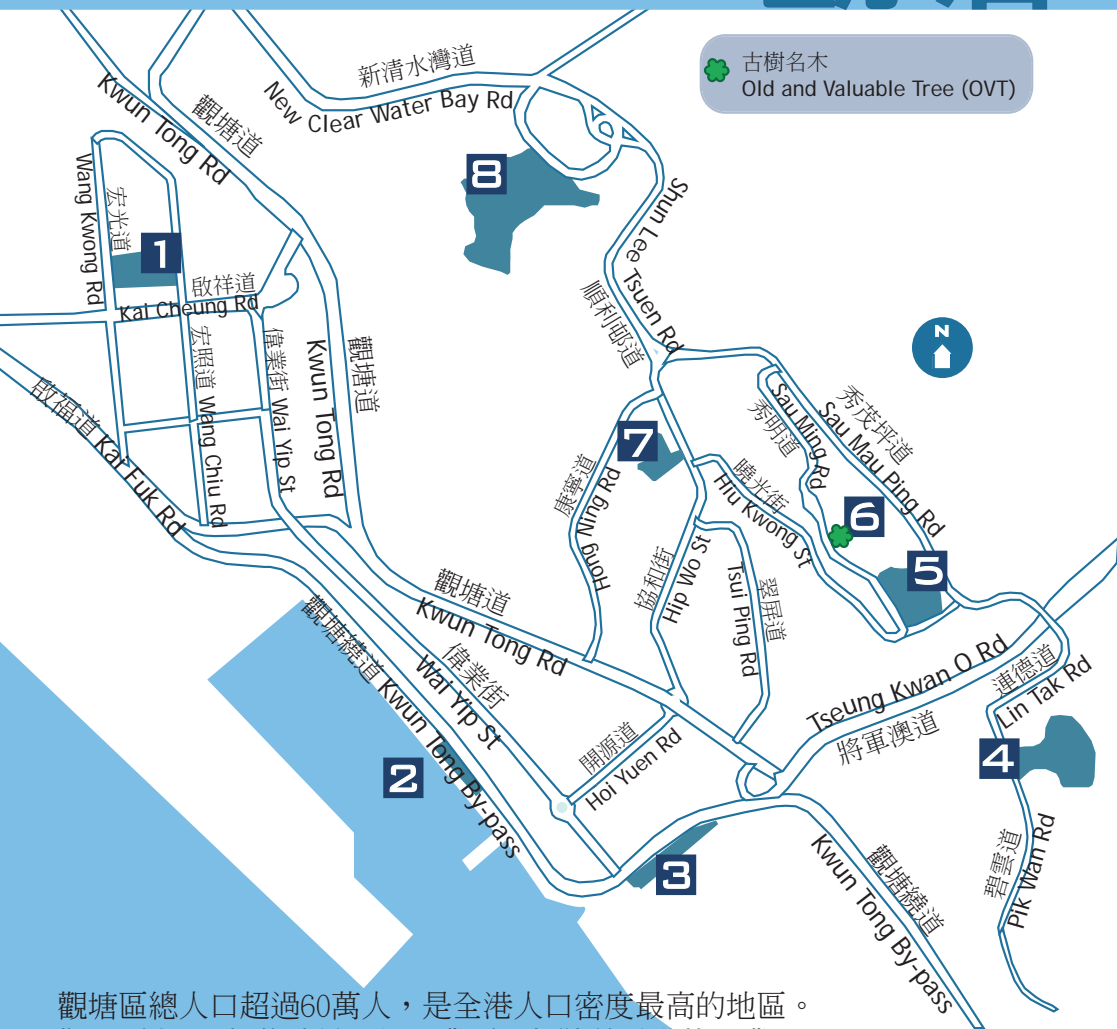 古樹名木
Old and Valuable Tree (OVT)
新清水灣道
New Clear Water Bay Rd
觀塘道
Kwun Tong Rd
8
Wang Kwong Rd
宏光道
1
啟祥道
Kai Cheung Rd
Shun Lee Tsuen Rd
順利邨道
N
宏照道 Wang Chiu Rd
偉業街 Wai Yip St
Kwun Tong Rd
觀塘道
啟福道 Kai Fuk Rd
秀茂坪道
Sau Mau Ping Rd
Sau Ming Rd
秀明道
7
康寧道
Hong Ning Rd
曉光街
Hiu Kwong St
6
5
協和街
Hip Wo St
翠屏道
Tsui Ping Rd
觀塘道
Kwun Tong Rd
觀塘繞道 Kwun Tong By-pass
偉業街
Wai Yip St
Tseung Kwan O Rd
將軍澳道
連德道
Lin Tak Rd
開源道
Hoi Yuen Rd
2
4
3
碧雲道
Pik Wan Rd
觀塘繞道
Kwun Tong By-pass
觀塘區總人口超過60萬人，是全港人口密度最高的地區。